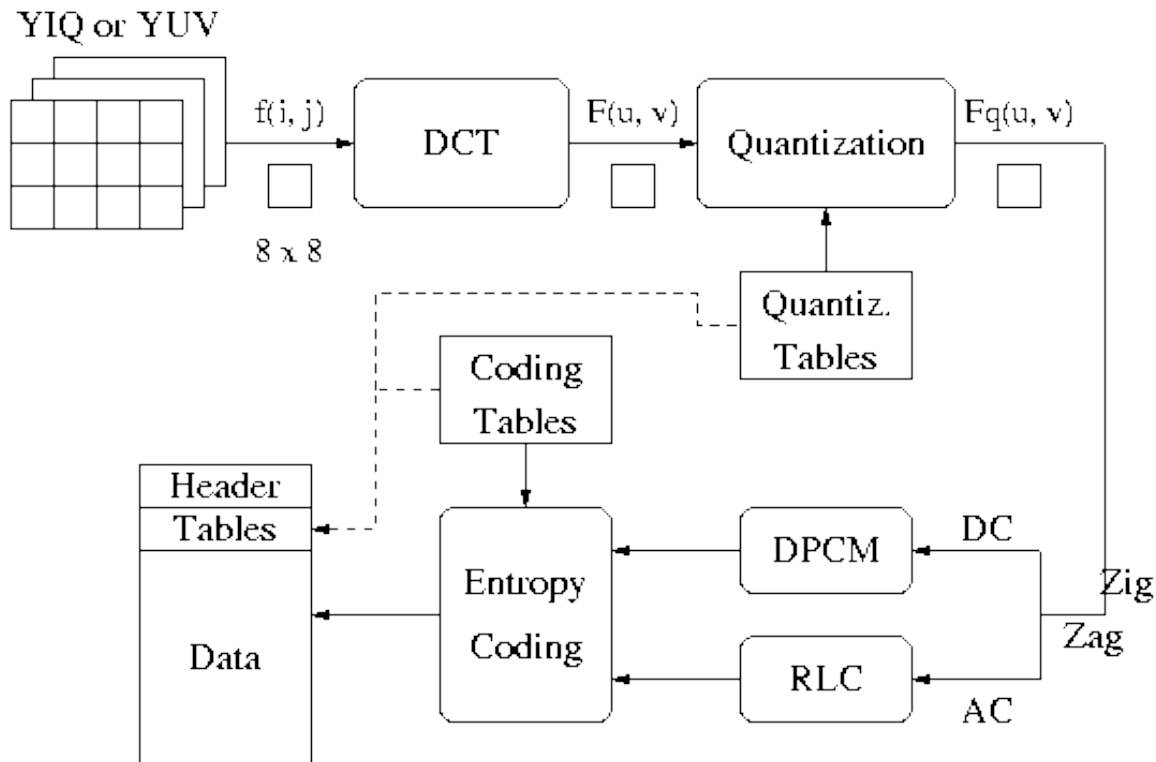 YIQ or YUV
f(i, j)
8 x 8
DCT
F(u, v)
Quantization
Fq(u, v)
Quantiz.
Tables
Coding
Tables
Header
Tables
Data
Entropy
Coding
DPCM
DC
Zig
Zag
RLC
AC